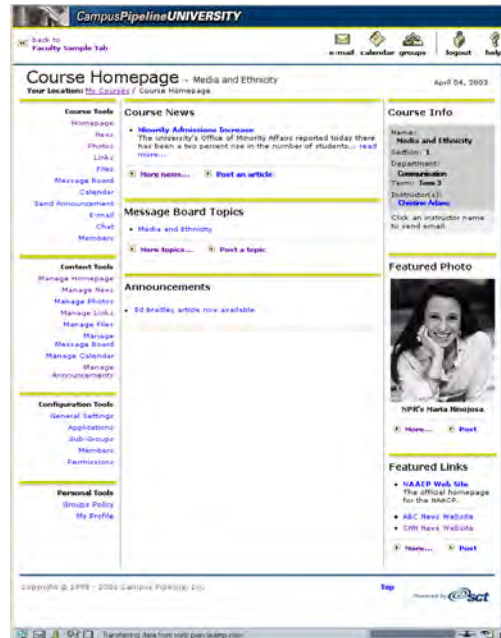 CampusPipelineUNIVERSITY
back to
Faculty Sample Tab
e-mail calendar groups logout help
Course Homepage - Media and Ethnicity
April 04, 2003
Your Location: My Courses / Course Homepage
Course Tools
Homepage
News
Photos
Links
Files
Message Board
Calendar
Send Announcement
E-mail
Chat
Members
Content Tools
Manage Homepage
Manage News
Manage Photos
Manage Links
Manage Files
Manage
Message Board
Manage Calendar
Manage
Announcements
Configuration Tools
General Settings
Applications
Sub-Groups
Members
Permissions
Personal Tools
Groups Policy
My Profile
Course News
Minority Admissions Increase
The university's Office of Minority Affairs reported today there
has been a two percent rise in the number of students... read
more...
More news... Post an article
Message Board Topics
Media and Ethnicity
More topics... Post a topic
Announcements
Ed Bradley article now available
Course Info
Name:
Media and Ethnicity
Section: 1
Department:
Communication
Term: Term 3
Instructor(s):
Christine Adams
Click an instructor name
to send email.
Featured Photo
NPR's Maria Hinojosa
More... Post
Featured Links
NAACP Web Site
The official homepage
for the NAACP.
ABC News Website
CNN News Website
More... Post
Copyright © 1998 - 2001 Campus Pipeline, Inc.
Top
Powered by SCT